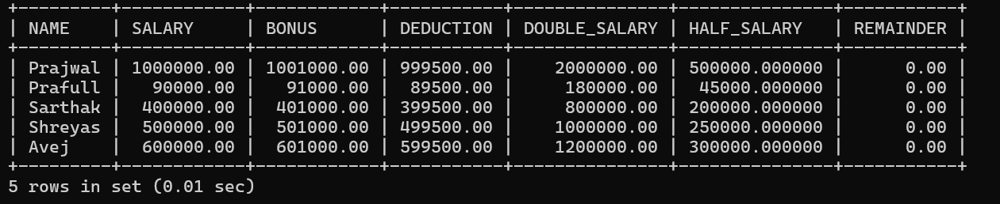 +---------+------------+------------+-----------+---------------+---------------+-----------+
| NAME    | SALARY     | BONUS      | DEDUCTION | DOUBLE_SALARY | HALF_SALARY   | REMAINDER |
+---------+------------+------------+-----------+---------------+---------------+-----------+
| Prajwal | 1000000.00 | 1001000.00 | 999500.00 |    2000000.00 | 500000.000000 |      0.00 |
| Prafull |   90000.00 |   91000.00 |  89500.00 |     180000.00 |  45000.000000 |      0.00 |
| Sarthak |  400000.00 |  401000.00 | 399500.00 |     800000.00 | 200000.000000 |      0.00 |
| Shreyas |  500000.00 |  501000.00 | 499500.00 |    1000000.00 | 250000.000000 |      0.00 |
| Avej    |  600000.00 |  601000.00 | 599500.00 |    1200000.00 | 300000.000000 |      0.00 |
+---------+------------+------------+-----------+---------------+---------------+-----------+
5 rows in set (0.01 sec)